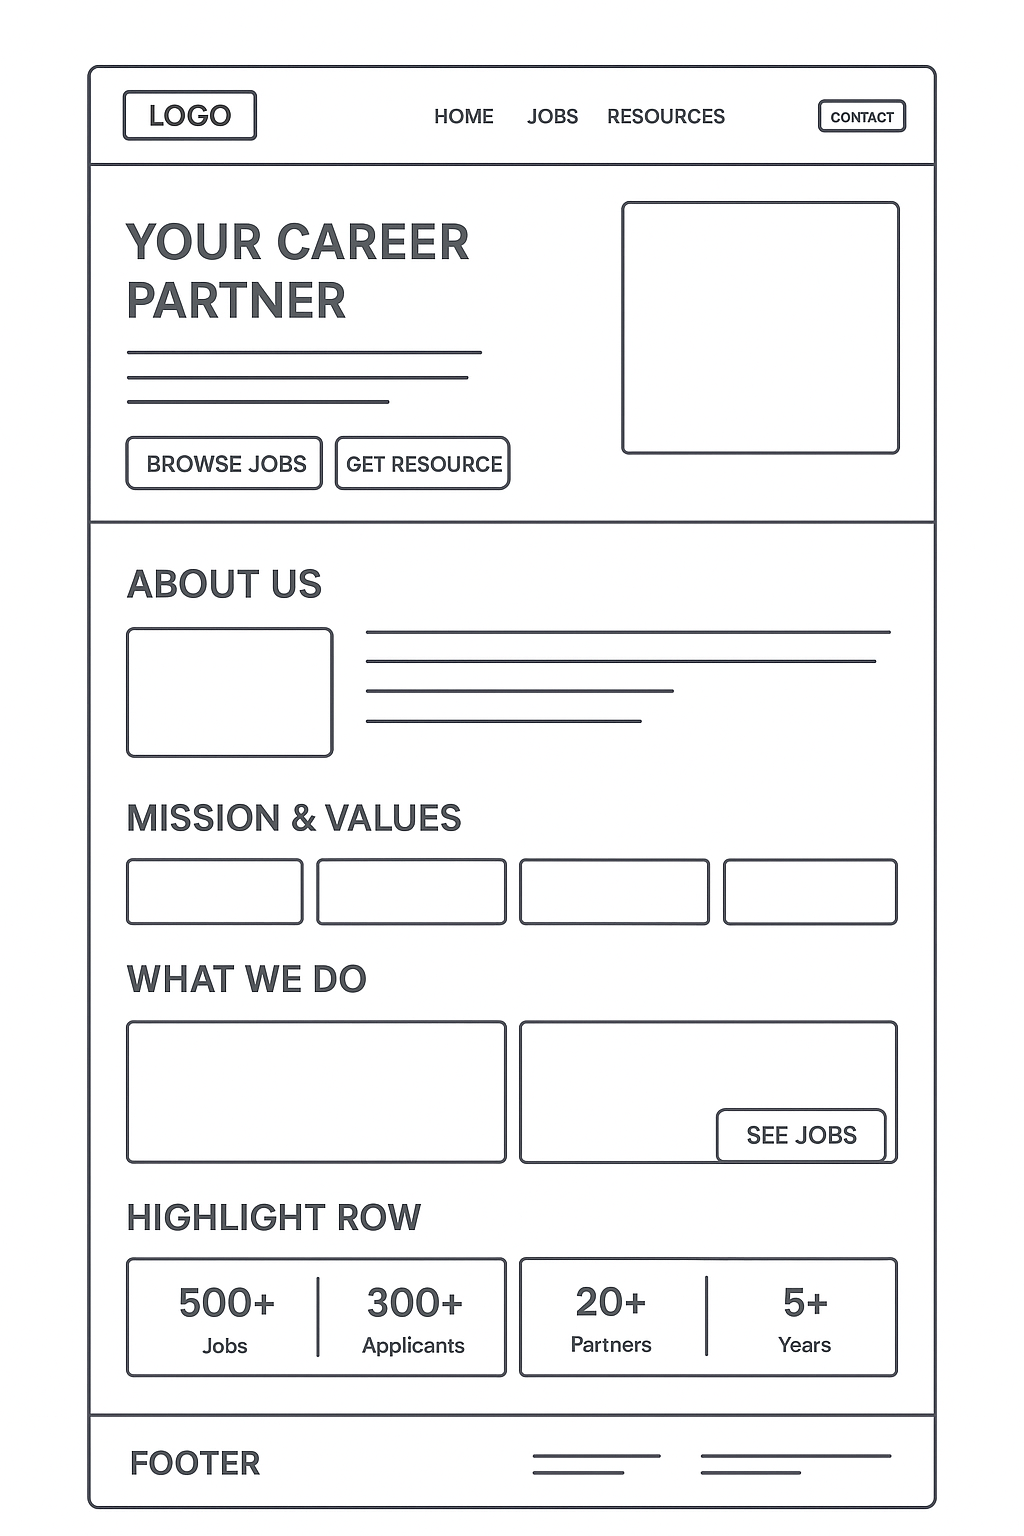 LOGO
HOME JOBS RESOURCES
CONTACT
YOUR CAREER
PARTNER
BROWSE JOBS
GET RESOURCE
ABOUT US
MISSION & VALUES
WHAT WE DO
SEE JOBS
HIGHLIGHT ROW
500+
Jobs
300+
Applicants
20+
Partners
5+
Years
FOOTER